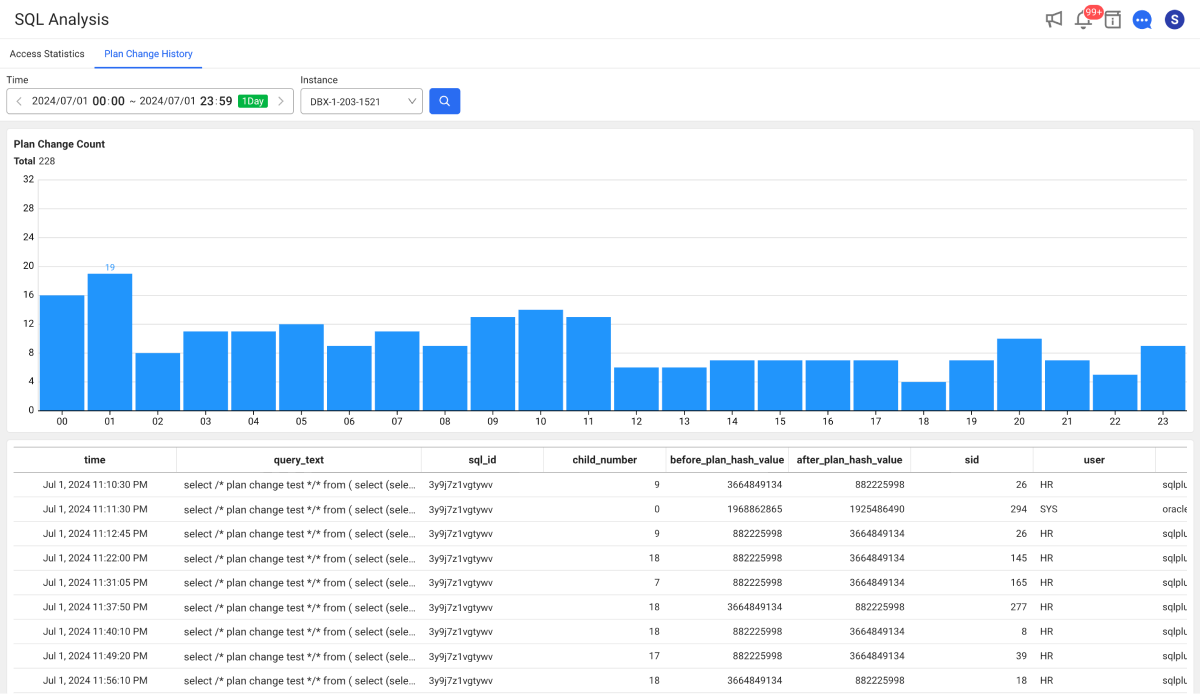 SQL Analysis
99+
S
Access Statistics Plan Change History
Time Instance
2024/07/01 00:00 ~ 2024/07/01 23:59 1Day DBX-1-203-1521
Plan Change Count
Total 228
32
28
24
20
19
16
12
8
4
0
00 01 02 03 04 05 06 07 08 09 10 11 12 13 14 15 16 17 18 19 20 21 22 23
time query_text sql_id child_number before_plan_hash_value after_plan_hash_value sid user
Jul 1, 2024 11:10:30 PM select /* plan change test */* from ( select (sele... 3y9j7z1vgtywv 9 3664849134 882225998 26 HR sqlplu
Jul 1, 2024 11:11:30 PM select /* plan change test */* from ( select (sele... 3y9j7z1vgtywv 0 1968862865 1925486490 294 SYS oracle
Jul 1, 2024 11:12:45 PM select /* plan change test */* from ( select (sele... 3y9j7z1vgtywv 9 882225998 3664849134 26 HR sqlplu
Jul 1, 2024 11:22:00 PM select /* plan change test */* from ( select (sele... 3y9j7z1vgtywv 18 882225998 3664849134 145 HR sqlplu
Jul 1, 2024 11:31:05 PM select /* plan change test */* from ( select (sele... 3y9j7z1vgtywv 7 882225998 3664849134 165 HR sqlplu
Jul 1, 2024 11:37:50 PM select /* plan change test */* from ( select (sele... 3y9j7z1vgtywv 18 3664849134 882225998 277 HR sqlplu
Jul 1, 2024 11:40:10 PM select /* plan change test */* from ( select (sele... 3y9j7z1vgtywv 18 882225998 3664849134 8 HR sqlplu
Jul 1, 2024 11:49:20 PM select /* plan change test */* from ( select (sele... 3y9j7z1vgtywv 17 882225998 3664849134 39 HR sqlplu
Jul 1, 2024 11:56:10 PM select /* plan change test */* from ( select (sele... 3y9j7z1vgtywv 18 3664849134 882225998 18 HR sqlplu